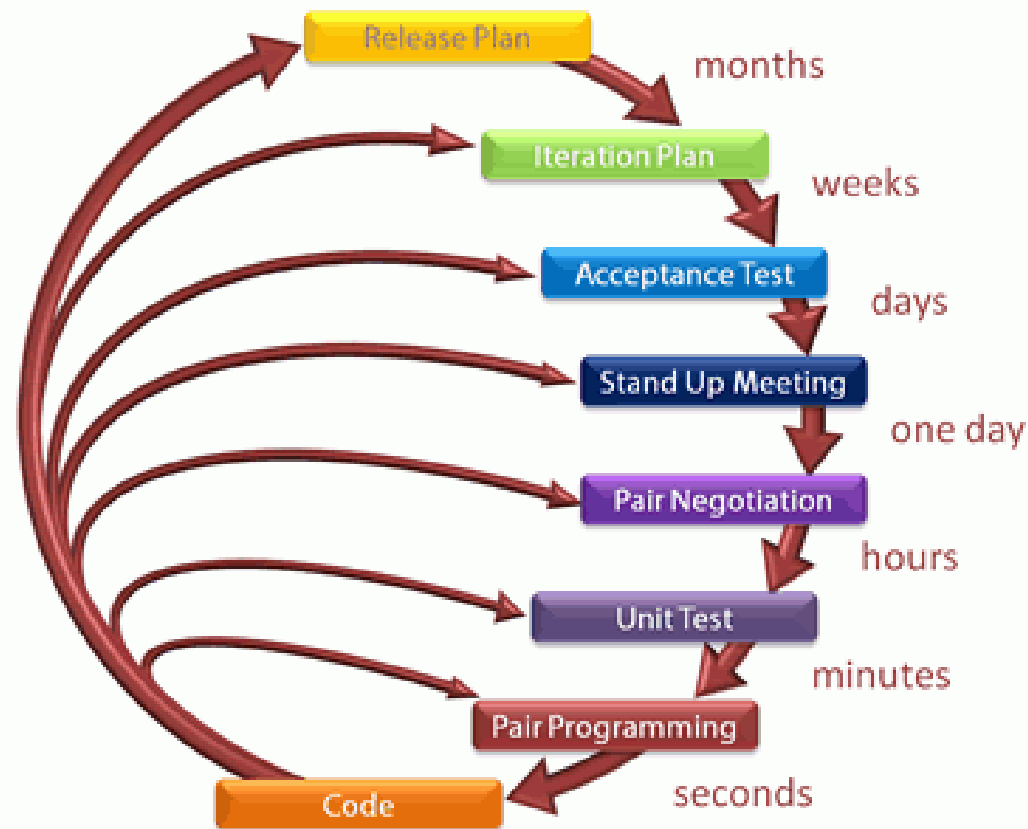 Release Plan
months
Iteration Plan
weeks
Acceptance Test
days
Stand Up Meeting
one day
Pair Negotiation
hours
Unit Test
minutes
Pair Programming
seconds
Code